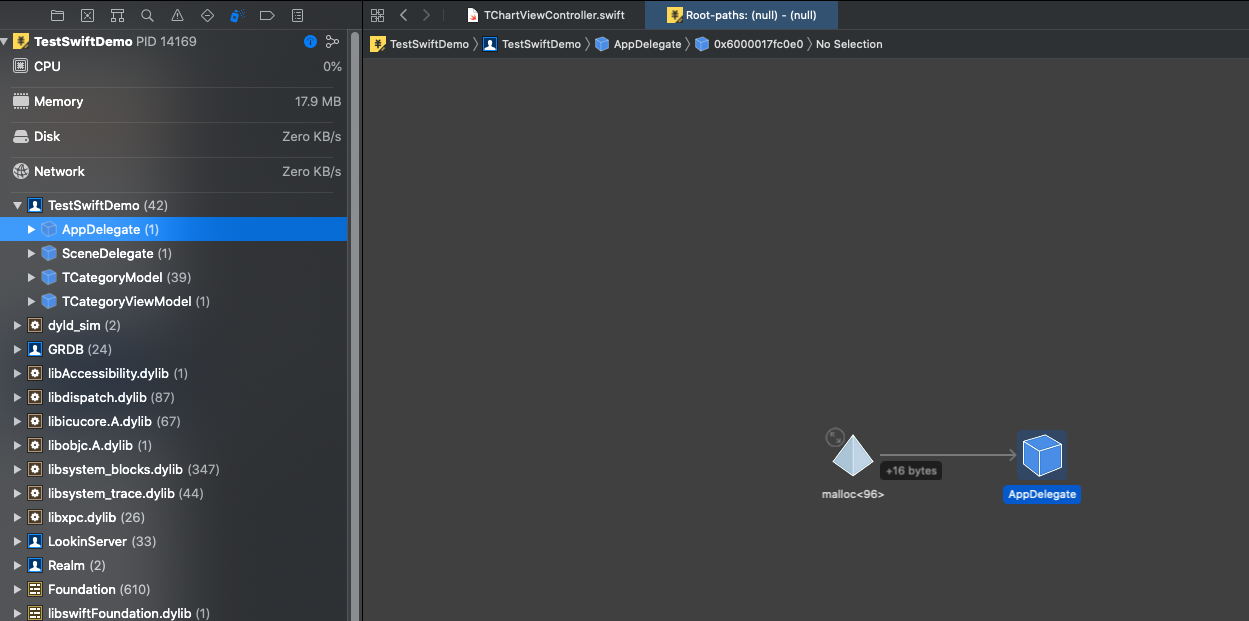 TChartViewController.swift
Root-paths: (null) - (null)
TestSwiftDemo PID 14169
TestSwiftDemo
TestSwiftDemo
AppDelegate
0x6000017fc0e0
No Selection
CPU 0%
Memory 17.9 MB
Disk Zero KB/s
Network Zero KB/s
TestSwiftDemo (42)
AppDelegate (1)
SceneDelegate (1)
TCategoryModel (39)
TCategoryViewModel (1)
dyld_sim (2)
GRDB (24)
libAccessibility.dylib (1)
libdispatch.dylib (87)
libicucore.A.dylib (67)
libobjc.A.dylib (1)
libsystem_blocks.dylib (347)
libsystem_trace.dylib (44)
libxpc.dylib (26)
LookinServer (33)
Realm (2)
Foundation (610)
libswiftFoundation.dylib (1)
+16 bytes
malloc<96>
AppDelegate